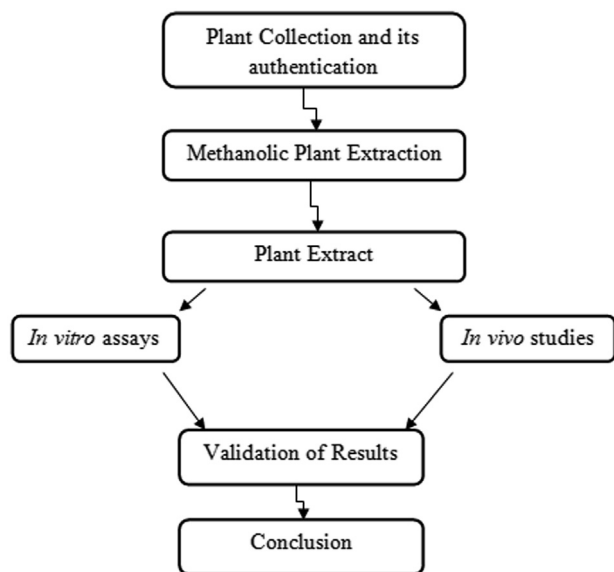 Plant Collection and its
authentication
Methanolic Plant Extraction
Plant Extract
In vitro assays
In vivo studies
Validation of Results
Conclusion